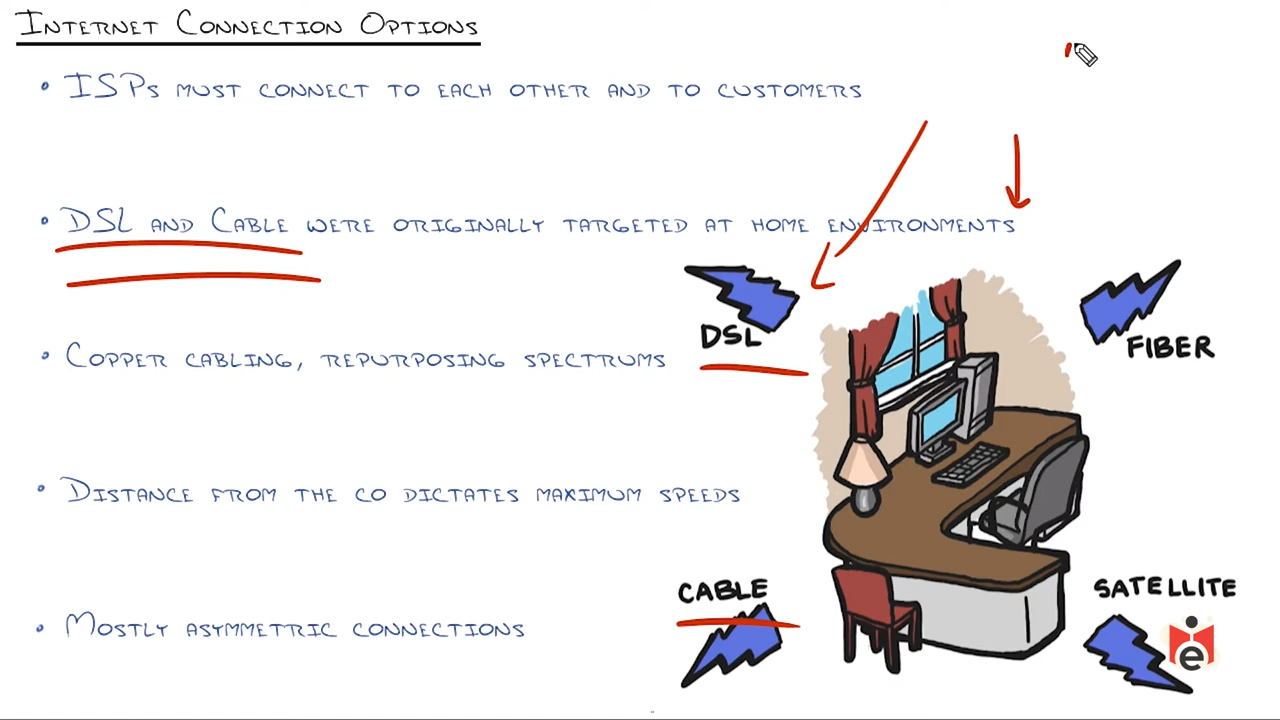 Internet Connection Options
• ISPs must connect to each other and to customers
• DSL and Cable were originally targeted at home environments
DSL
FIBER
• Copper cabling, repurposing spectrums
• Distance from the CO dictates maximum speeds
CABLE
SATELLITE
• Mostly asymmetric connections
e